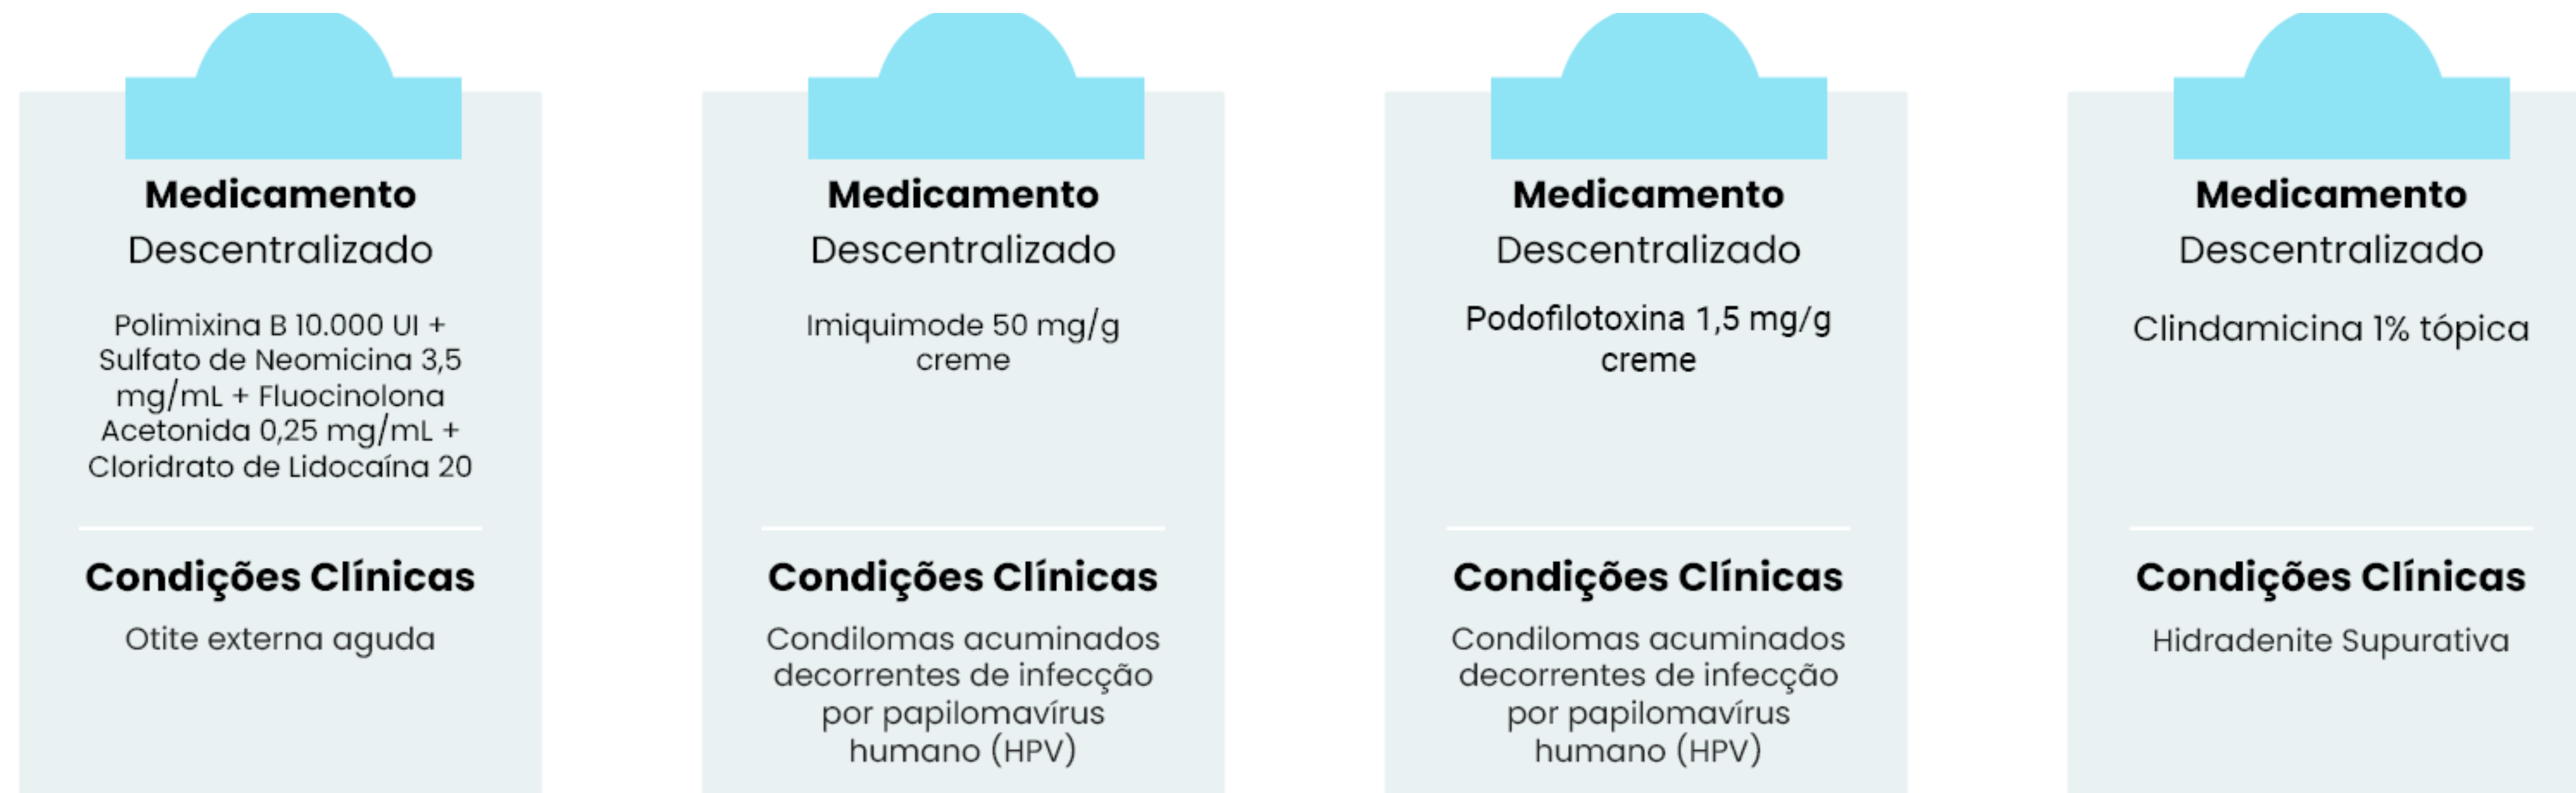 Medicamento
Descentralizado
Polimixina B 10.000 UI +
Sulfato de Neomicina 3,5
mg/mL + Fluocinolona
Acetonida 0,25 mg/mL +
Cloridrato de Lidocaína 20
Condições Clínicas
Otite externa aguda
Medicamento
Descentralizado
Imiquimode 50 mg/g
creme
Condições Clínicas
Condilomas acuminados
decorrentes de infecção
por papilomavírus
humano (HPV)
Medicamento
Descentralizado
Podofilotoxina 1,5 mg/g
creme
Condições Clínicas
Condilomas acuminados
decorrentes de infecção
por papilomavírus
humano (HPV)
Medicamento
Descentralizado
Clindamicina 1% tópica
Condições Clínicas
Hidradenite Supurativa